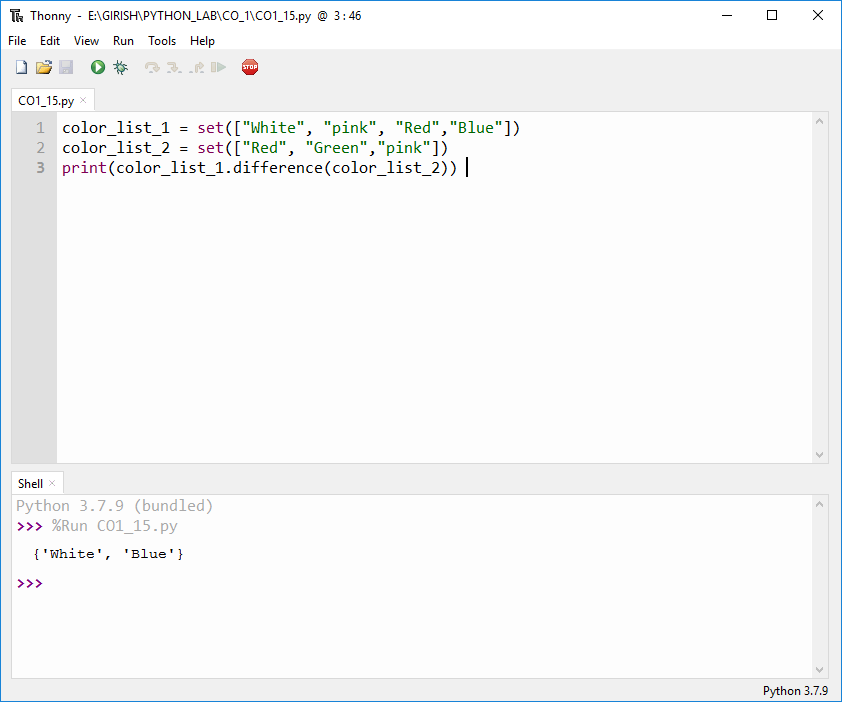 Thonny - E:\GIRISH\PYTHON_LAB\CO_1\CO1_15.py @ 3 : 46
File Edit View Run Tools Help
STOP
CO1_15.py ×
1 color_list_1 = set(["White", "pink", "Red","Blue"])
2 color_list_2 = set(["Red", "Green","pink"])
3 print(color_list_1.difference(color_list_2))
Shell ×
Python 3.7.9 (bundled)
>>> %Run CO1_15.py
{'White', 'Blue'}
>>>
Python 3.7.9